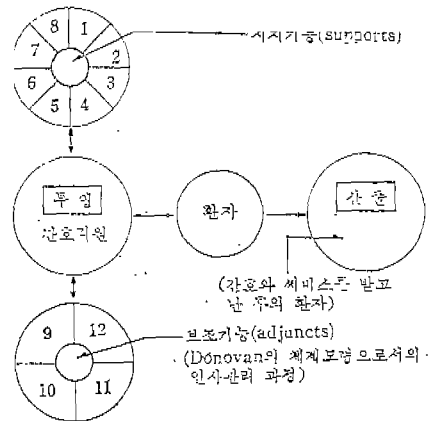 8 1
7 2
6 3
5 4
지지기능(supports)
투입
간호직원
환자
산출
(간호와 써비스를 받고
난 후의 환자)
9 12
10 11
보조기능(adjuncts)
(Donovan의 체제모형으로서의
인사관리 과정)